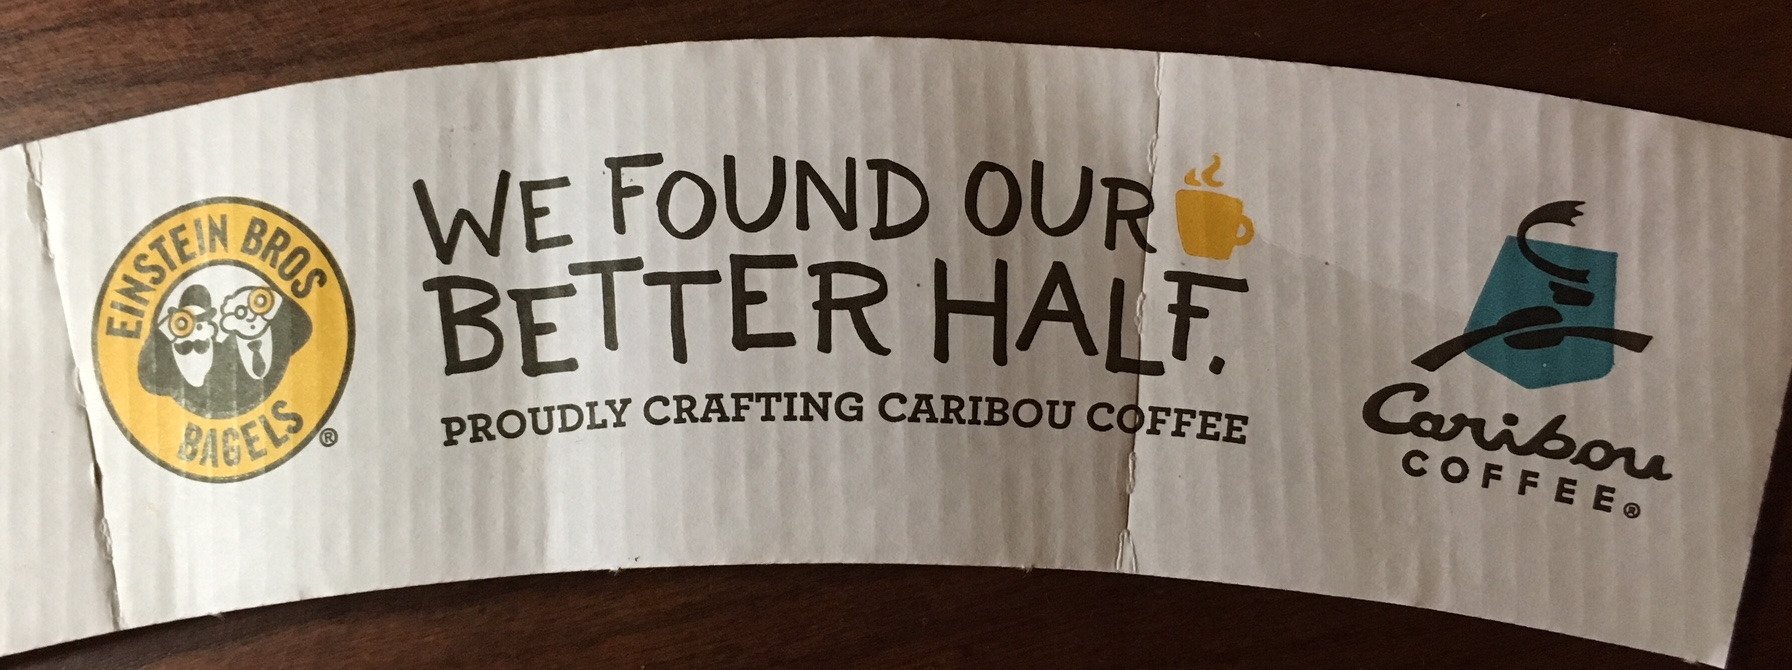 EINSTEIN BROS
BAGELS®
WE FOUND OUR
BETTER HALF.
PROUDLY CRAFTING CARIBOU COFFEE
Caribou
COFFEE®